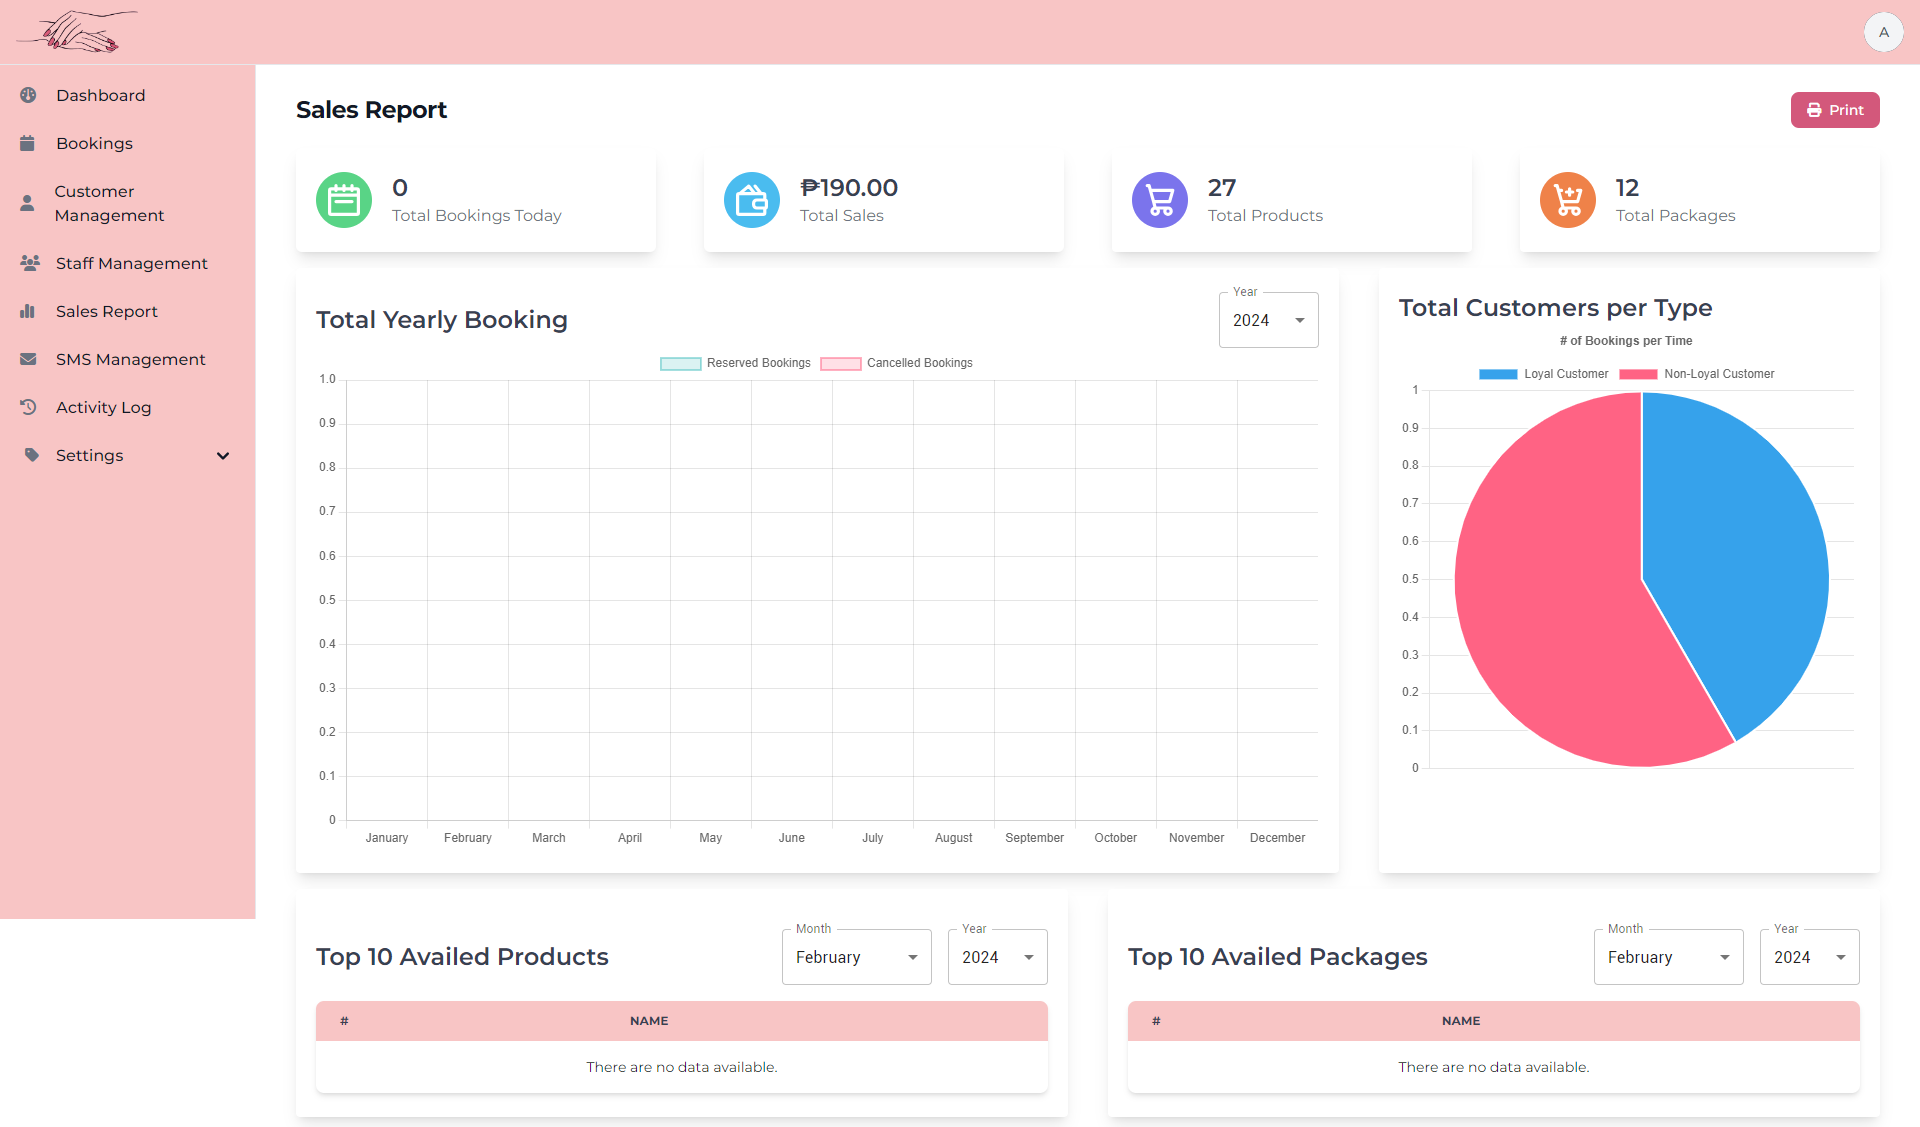 A
Dashboard
Bookings
Customer
Management
Staff Management
Sales Report
SMS Management
Activity Log
Settings
Sales Report
Print
0
Total Bookings Today
₱190.00
Total Sales
27
Total Products
12
Total Packages
Total Yearly Booking
Year
2024
Reserved Bookings Cancelled Bookings
1.0
0.9
0.8
0.7
0.6
0.5
0.4
0.3
0.2
0.1
0
January February March April May June July August September October November December
Total Customers per Type
# of Bookings per Time
Loyal Customer Non-Loyal Customer
1
0.9
0.8
0.7
0.6
0.5
0.4
0.3
0.2
0.1
0
Top 10 Availed Products
Month
February
Year
2024
# NAME
There are no data available.
Top 10 Availed Packages
Month
February
Year
2024
# NAME
There are no data available.